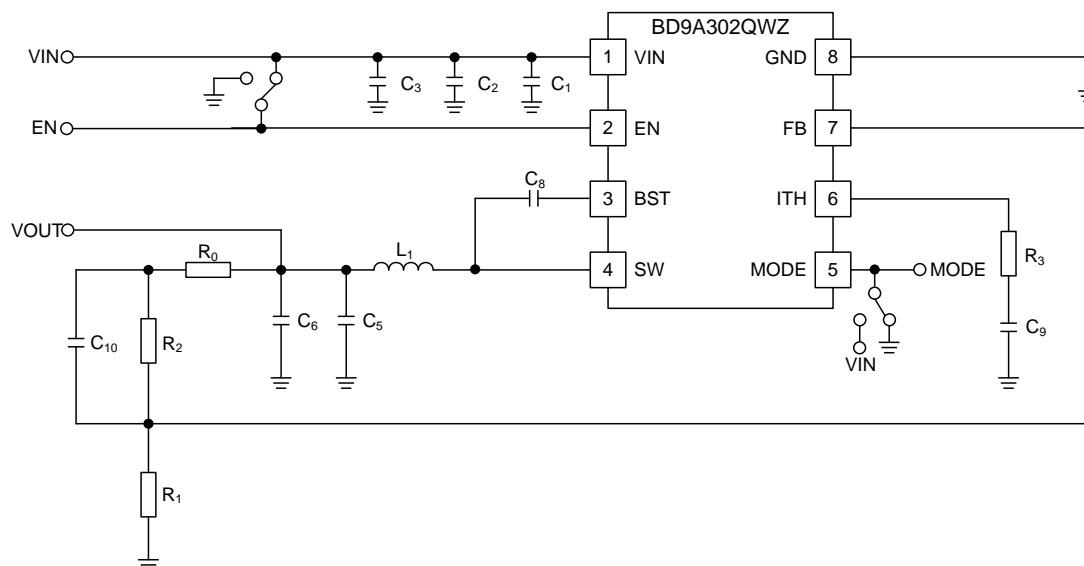 BD9A302QWZ
VIN
1
VIN
GND
8
C₃
C₂
C₁
EN
2
EN
FB
7
C₈
3
BST
ITH
6
VOUT
R₀
L₁
4
SW
MODE
5
MODE
R₃
C₁₀
R₂
C₆
C₅
C₉
VIN
R₁